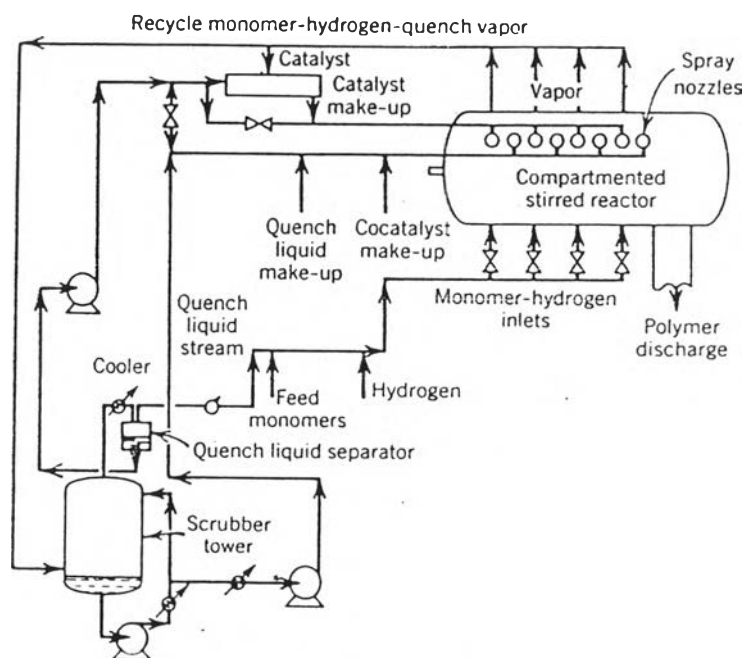 Recycle monomer-hydrogen-quench vapor
Catalyst
Catalyst
make-up
Vapor
Spray
nozzles
Compartmented
stirred reactor
Quench
liquid
make-up
Cocatalyst
make-up
Quench
liquid
stream
Monomer-hydrogen
inlets
Polymer
discharge
Cooler
Feed
monomers
Hydrogen
Quench liquid separator
Scrubber
tower